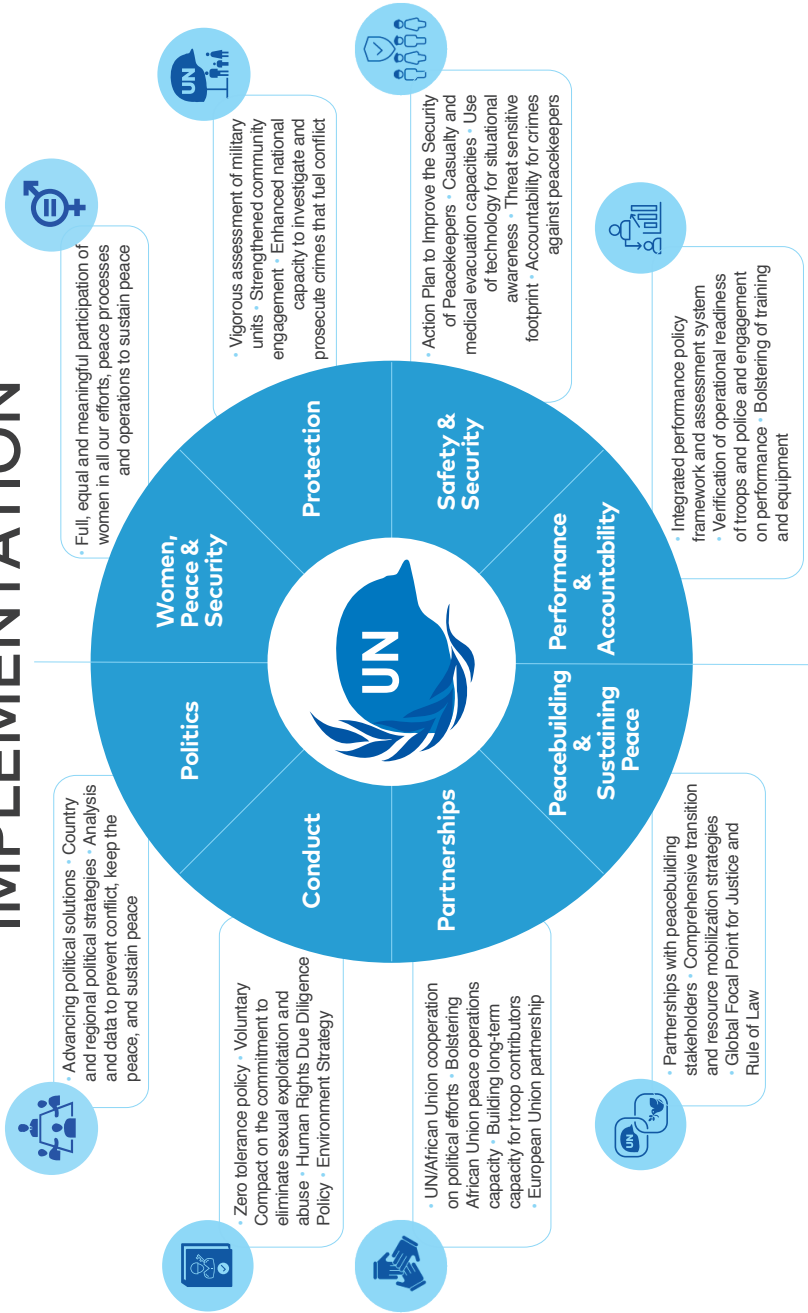 IMPLEMENTATION
• Advancing political solutions • Country
and regional political strategies • Analysis
and data to prevent conflict, keep the
peace, and sustain peace
Politics
Women,
Peace &
Security
• Full, equal and meaningful participation of
women in all our efforts, peace processes
and operations to sustain peace
• Zero tolerance policy • Voluntary
Compact on the commitment to
eliminate sexual exploitation and
abuse • Human Rights Due Diligence
Policy • Environment Strategy
Conduct
Protection
• Vigorous assessment of military
units • Strengthened community
engagement • Enhanced national
capacity to investigate and
prosecute crimes that fuel conflict
UN
UN
• UN/African Union cooperation
on political efforts • Bolstering
African Union peace operations
capacity • Building long-term
capacity for troop contributors
• European Union partnership
Partnerships
Safety &
Security
• Action Plan to Improve the Security
of Peacekeepers • Casualty and
medical evacuation capacities • Use
of technology for situational
awareness • Threat sensitive
footprint • Accountability for crimes
against peacekeepers
Peacebuilding
&
Sustaining
Peace
Performance
&
Accountability
UN
• Partnerships with peacebuilding
stakeholders • Comprehensive transition
and resource mobilization strategies
• Global Focal Point for Justice and
Rule of Law
• Integrated performance policy
framework and assessment system
• Verification of operational readiness
of troops and police and engagement
on performance • Bolstering of training
and equipment